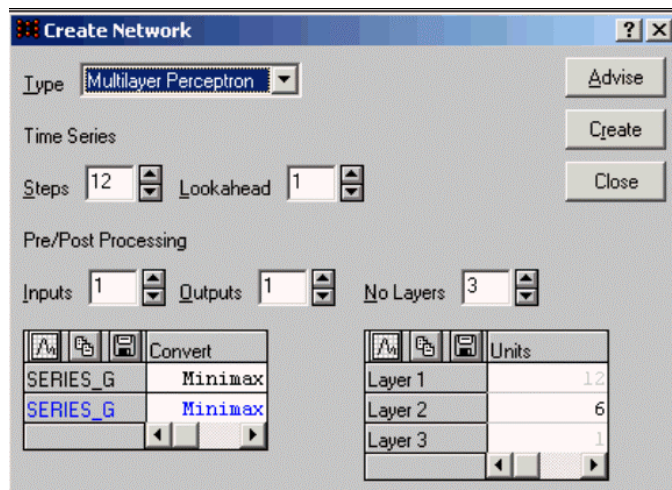 Create Network
Type Multilayer Perceptron
Advise
Time Series
Create
Steps 12 Lookahead 1
Close
Pre/Post Processing
Inputs 1 Outputs 1 No Layers 3
Convert
SERIES_G Minimax
SERIES_G Minimax
Units
Layer 1 12
Layer 2 6
Layer 3 1